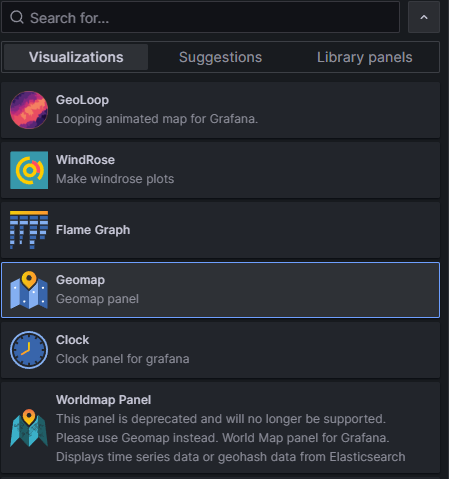 Search for...
Visualizations Suggestions Library panels
GeoLoop
Looping animated map for Grafana.
WindRose
Make windrose plots
Flame Graph
Geomap
Geomap panel
Clock
Clock panel for grafana
Worldmap Panel
This panel is deprecated and will no longer be supported.
Please use Geomap instead. World Map panel for Grafana.
Displays time series data or geohash data from Elasticsearch